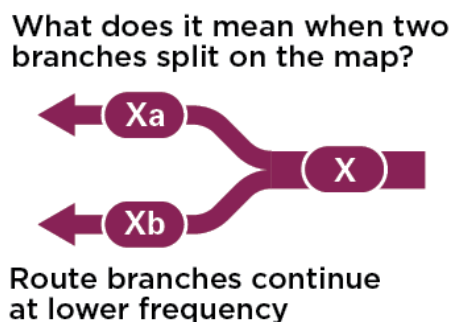 What does it mean when two
branches split on the map?
Xa
X
Xb
Route branches continue
at lower frequency